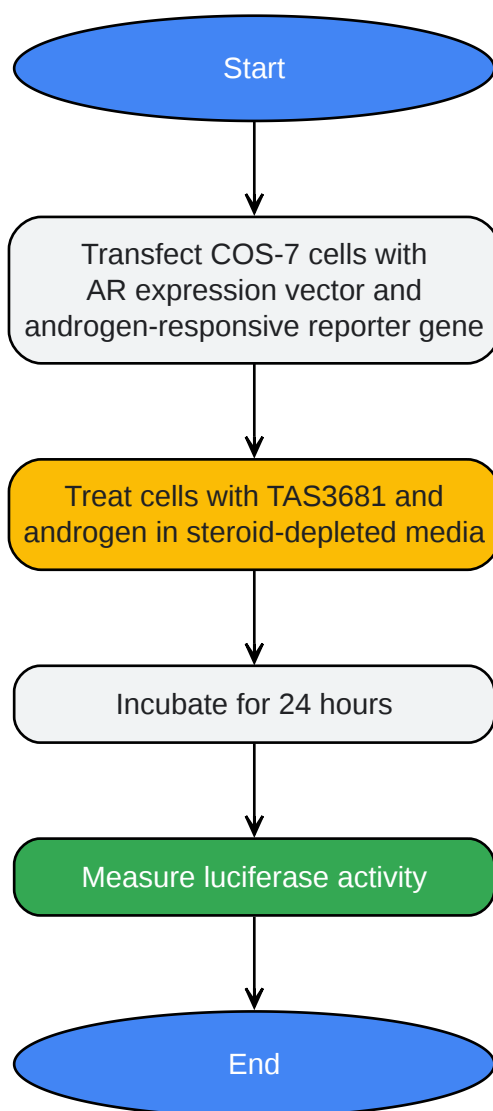 Start
Transfect COS-7 cells with
AR expression vector and
androgen-responsive reporter gene
Treat cells with TAS3681 and
androgen in steroid-depleted media
Incubate for 24 hours
Measure luciferase activity
End